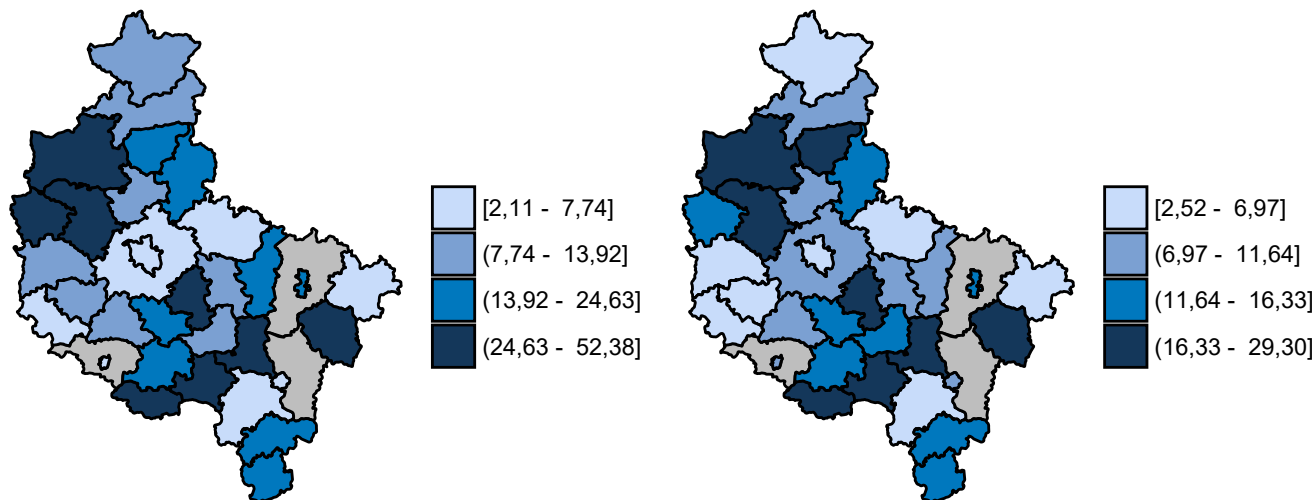 [2,11 - 7,74]
(7,74 - 13,92]
(13,92 - 24,63]
(24,63 - 52,38]
[2,52 - 6,97]
(6,97 - 11,64]
(11,64 - 16,33]
(16,33 - 29,30]